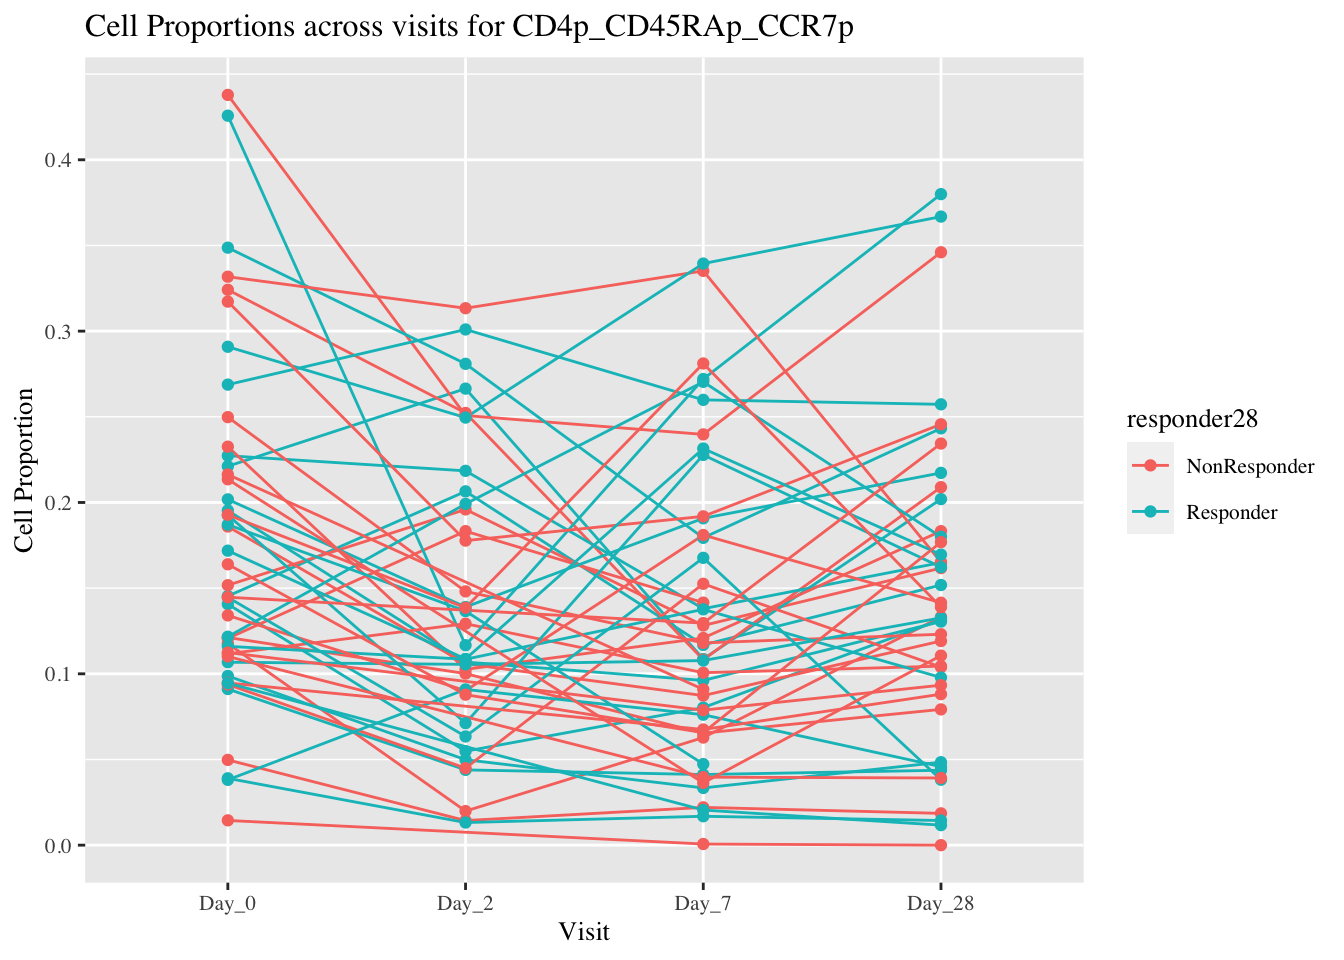 Cell Proportions across visits for CD4p_CD45RAp_CCR7p
Cell Proportion
0.4
0.3
0.2
0.1
0.0
Day_0 Day_2 Day_7 Day_28
Visit
responder28
NonResponder
Responder